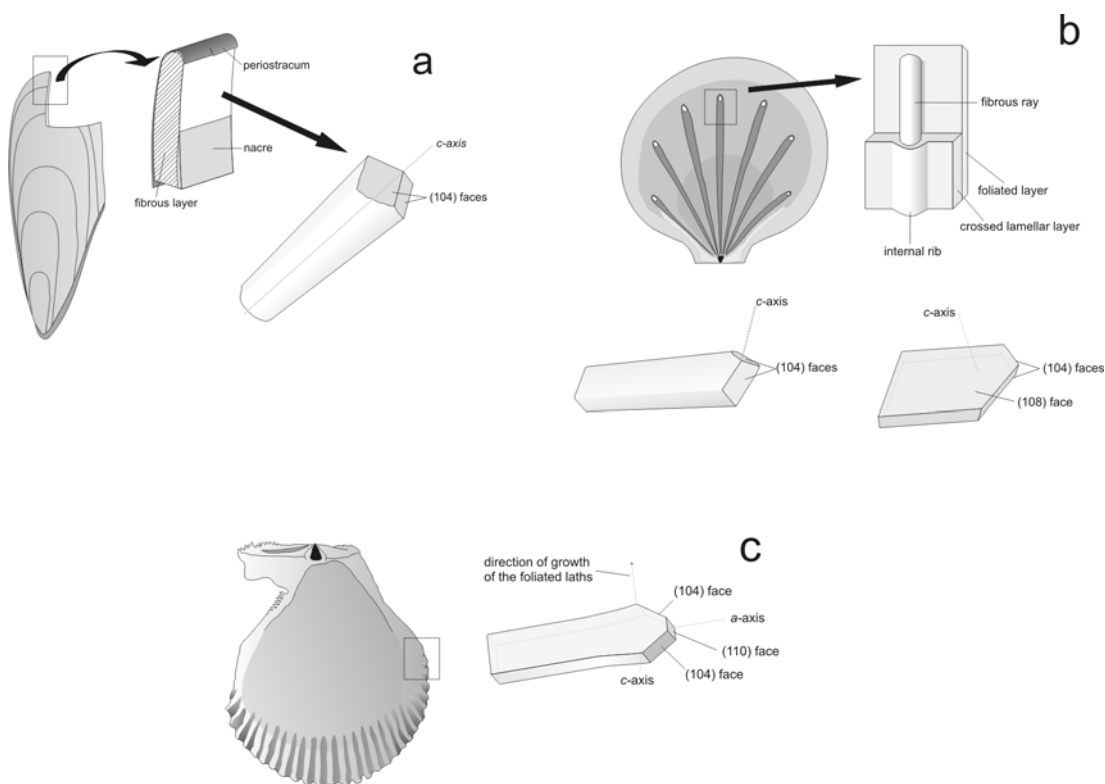 a
periostracum
nacre
fibrous layer
c-axis
(104) faces
b
fibrous ray
foliated layer
crossed lamellar layer
internal rib
c-axis
(104) faces
c-axis
(104) faces
(108) face
c
direction of growth
of the foliated laths
(104) face
a-axis
(110) face
(104) face
c-axis